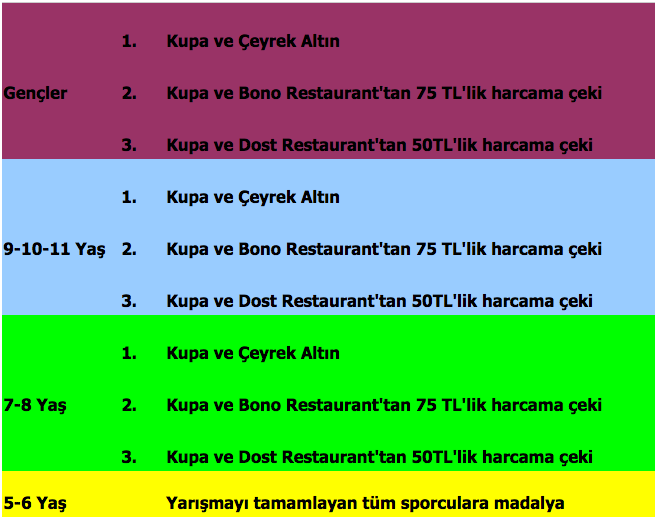 1. Kupa ve Çeyrek Altın
Gençler 2. Kupa ve Bono Restaurant'tan 75 TL'lik harcama çeki
3. Kupa ve Dost Restaurant'tan 50TL'lik harcama çeki
1. Kupa ve Çeyrek Altın
9-10-11 Yaş 2. Kupa ve Bono Restaurant'tan 75 TL'lik harcama çeki
3. Kupa ve Dost Restaurant'tan 50TL'lik harcama çeki
1. Kupa ve Çeyrek Altın
7-8 Yaş 2. Kupa ve Bono Restaurant'tan 75 TL'lik harcama çeki
3. Kupa ve Dost Restaurant'tan 50TL'lik harcama çeki
5-6 Yaş Yarışmayı tamamlayan tüm sporculara madalya